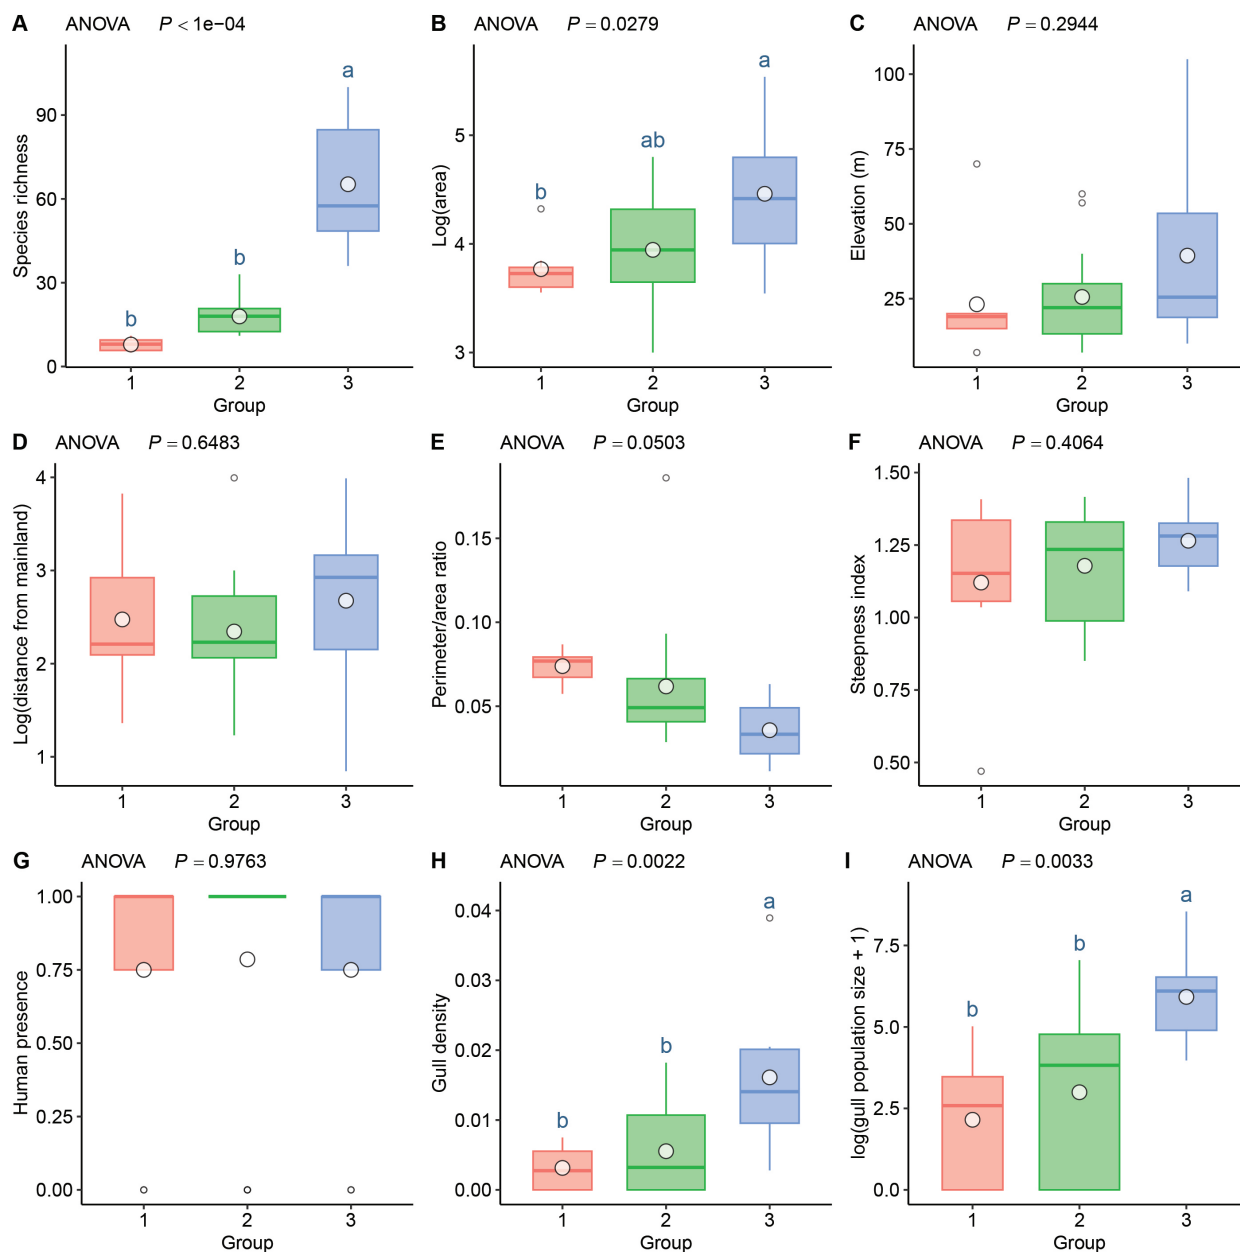 A ANOVA P < 1e−04
Species richness
90
60
30
0
b
b
a
1 2 3
Group
B ANOVA P = 0.0279
Log(area)
5
4
3
b
ab
a
1 2 3
Group
C ANOVA P = 0.2944
Elevation (m)
100
75
50
25
1 2 3
Group
D ANOVA P = 0.6483
Log(distance from mainland)
4
3
2
1
1 2 3
Group
E ANOVA P = 0.0503
Perimeter/area ratio
0.15
0.10
0.05
1 2 3
Group
F ANOVA P = 0.4064
Steepness index
1.50
1.25
1.00
0.75
0.50
1 2 3
Group
G ANOVA P = 0.9763
Human presence
1.00
0.75
0.50
0.25
0.00
1 2 3
Group
H ANOVA P = 0.0022
Gull density
0.04
0.03
0.02
0.01
0.00
b
b
a
1 2 3
Group
I ANOVA P = 0.0033
log(gull population size + 1)
7.5
5.0
2.5
0.0
b
b
a
1 2 3
Group